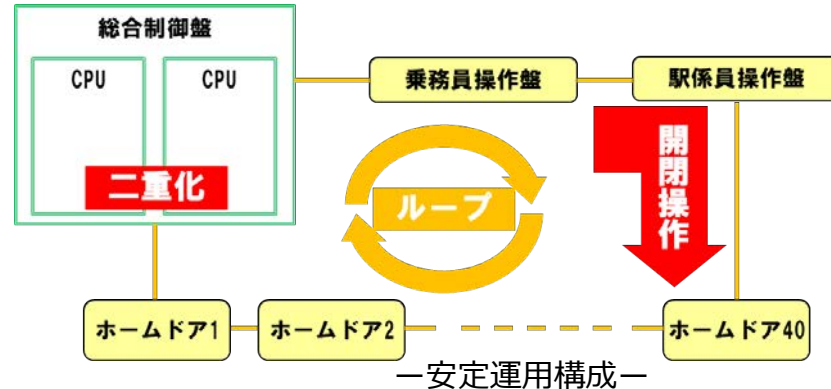 総合制御盤
CPU
CPU
二重化
乗務員操作盤
駅係員操作盤
ループ
開閉操作
ホームドア1
ホームドア2
ホームドア40
ー安定運用構成ー